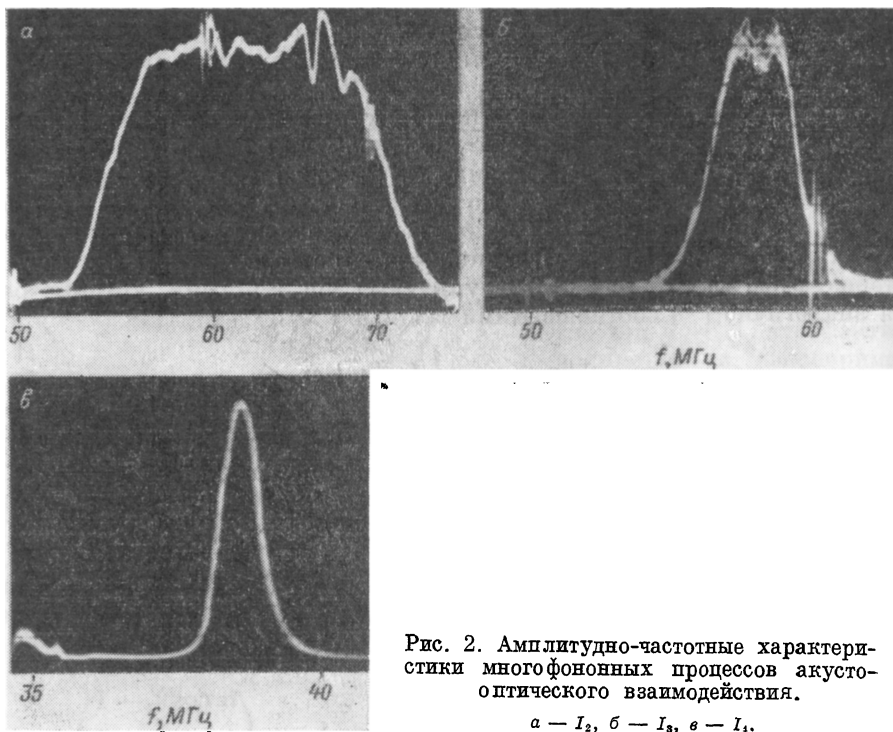 а
б
50 60 70
50 60
f, МГц
в
35 40
f, МГц
Рис. 2. Амплитудно-частотные характери-
стики многофононных процессов акусто-
оптического взаимодействия.
а — I₂, б — I₃, в — I₄.